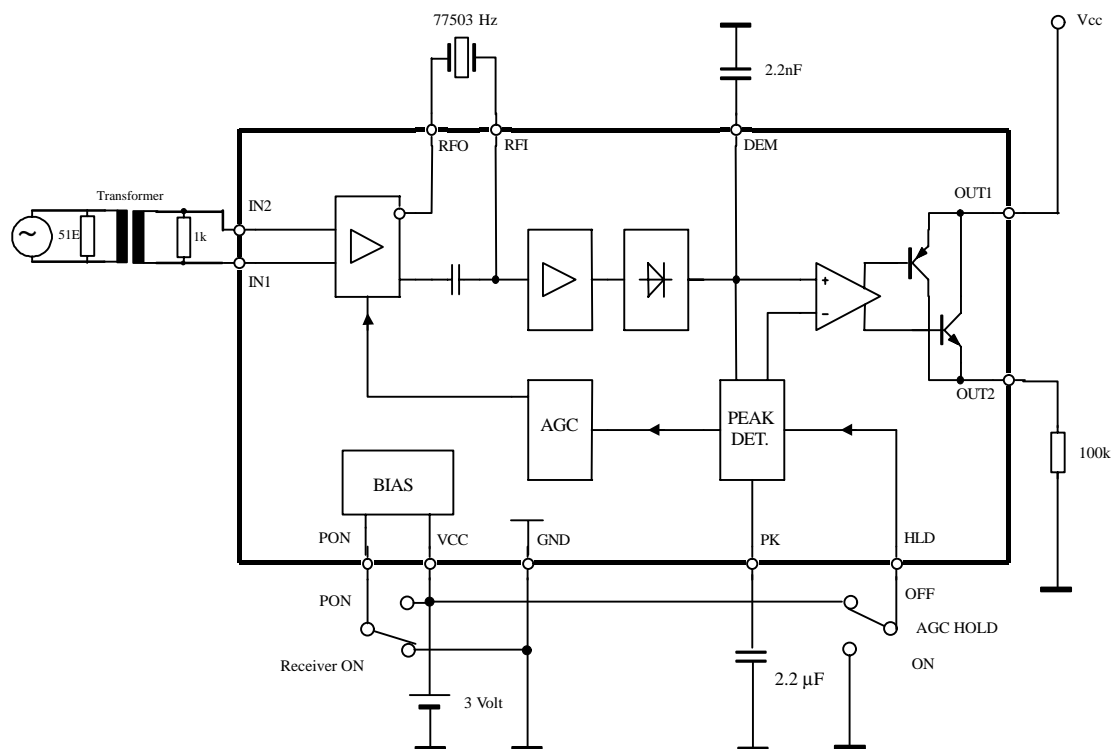 77503 Hz
Vcc
2.2nF
RFO
RFI
DEM
Transformer
IN2
OUT1
~
51E
1k
IN1
+
-
OUT2
AGC
PEAK
DET.
100k
BIAS
PON
VCC
GND
PK
HLD
PON
OFF
AGC HOLD
Receiver ON
ON
3 Volt
2.2 µF